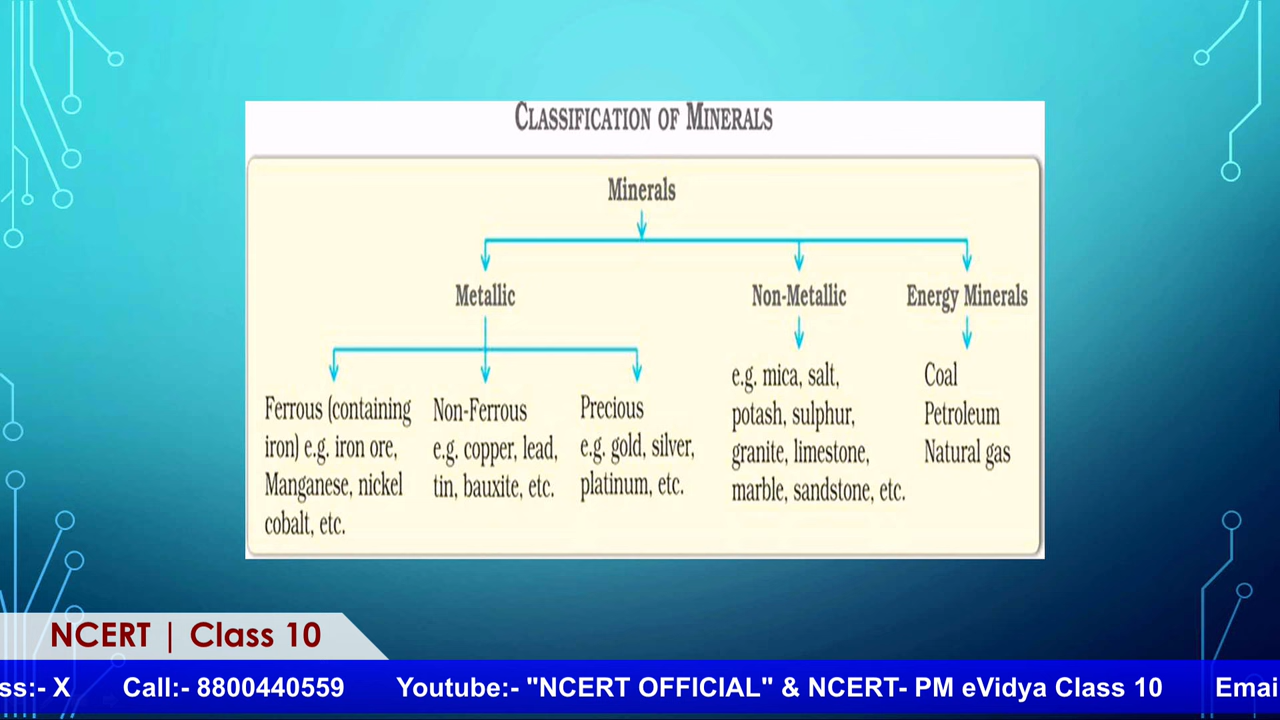 CLASSIFICATION OF MINERALS
Minerals
Metallic
Non-Metallic
Energy Minerals
Ferrous (containing
iron) e.g. iron ore,
Manganese, nickel
cobalt, etc.
Non-Ferrous
e.g. copper, lead,
tin, bauxite, etc.
Precious
e.g. gold, silver,
platinum, etc.
e.g. mica, salt,
potash, sulphur,
granite, limestone,
marble, sandstone, etc.
Coal
Petroleum
Natural gas
NCERT | Class 10
ss:- X Call:- 8800440559 Youtube:- "NCERT OFFICIAL" & NCERT- PM eVidya Class 10 Emai